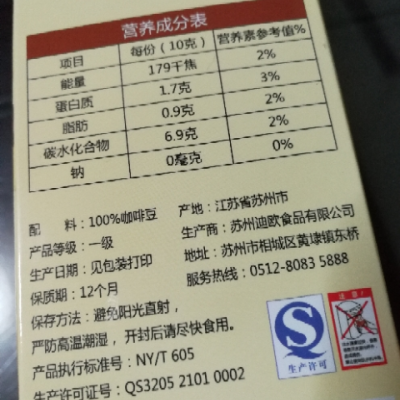 营养成分表
项目 每份（10克） 营养素参考值%
能量 179千焦 2%
蛋白质 1.7克 3%
脂肪 0.9克 2%
碳水化合物 6.9克 2%
钠 0毫克 0%
配 料：100%咖啡豆
产品等级：一级
生产日期：见包装打印
保质期：12个月
保存方法：避免阳光直射，
严防高温潮湿，开封后请尽快食用。
产品执行标准号：NY/T 605
生产许可证号：QS3205 2101 0002
产地：江苏省苏州市
生产商：苏州迪欧食品有限公司
地址：苏州市相城区黄埭镇东桥
服务热线：0512-8083 5888
生产许可
注意！